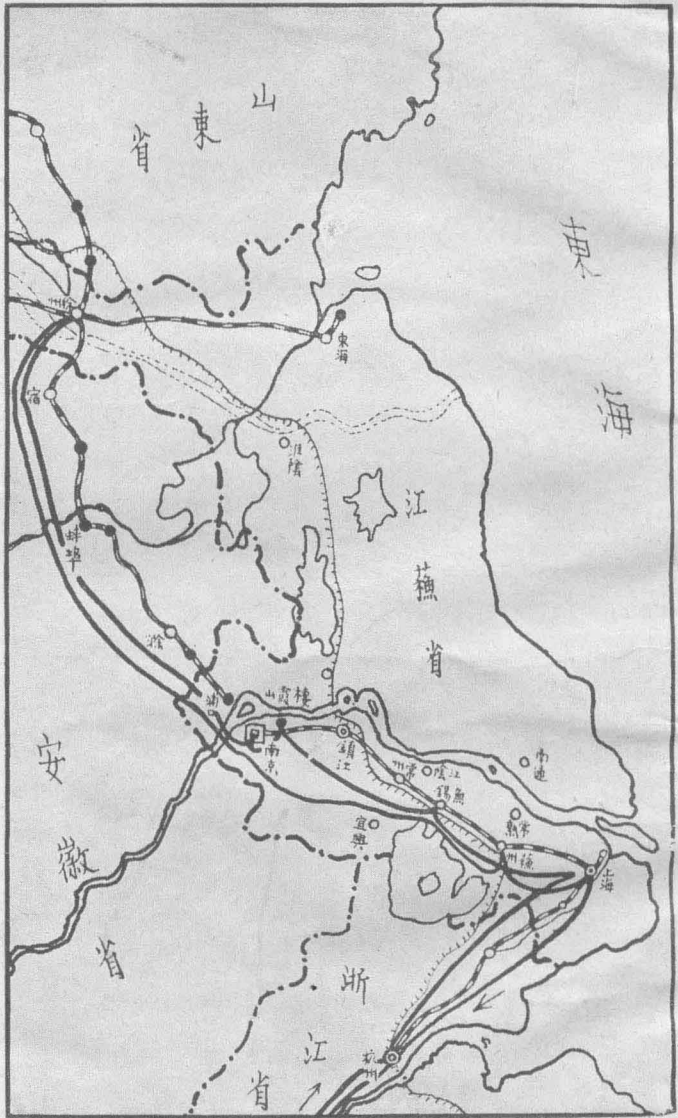 山東省
東海
徐州
東海
宿
淮陰
江蘓省
蚌埠
滁
浦
棲霞山
南京
鎮江
常州
江陰
無錫
南通
常熟
宜興
蘓州
上海
安徽省
浙江省
杭州